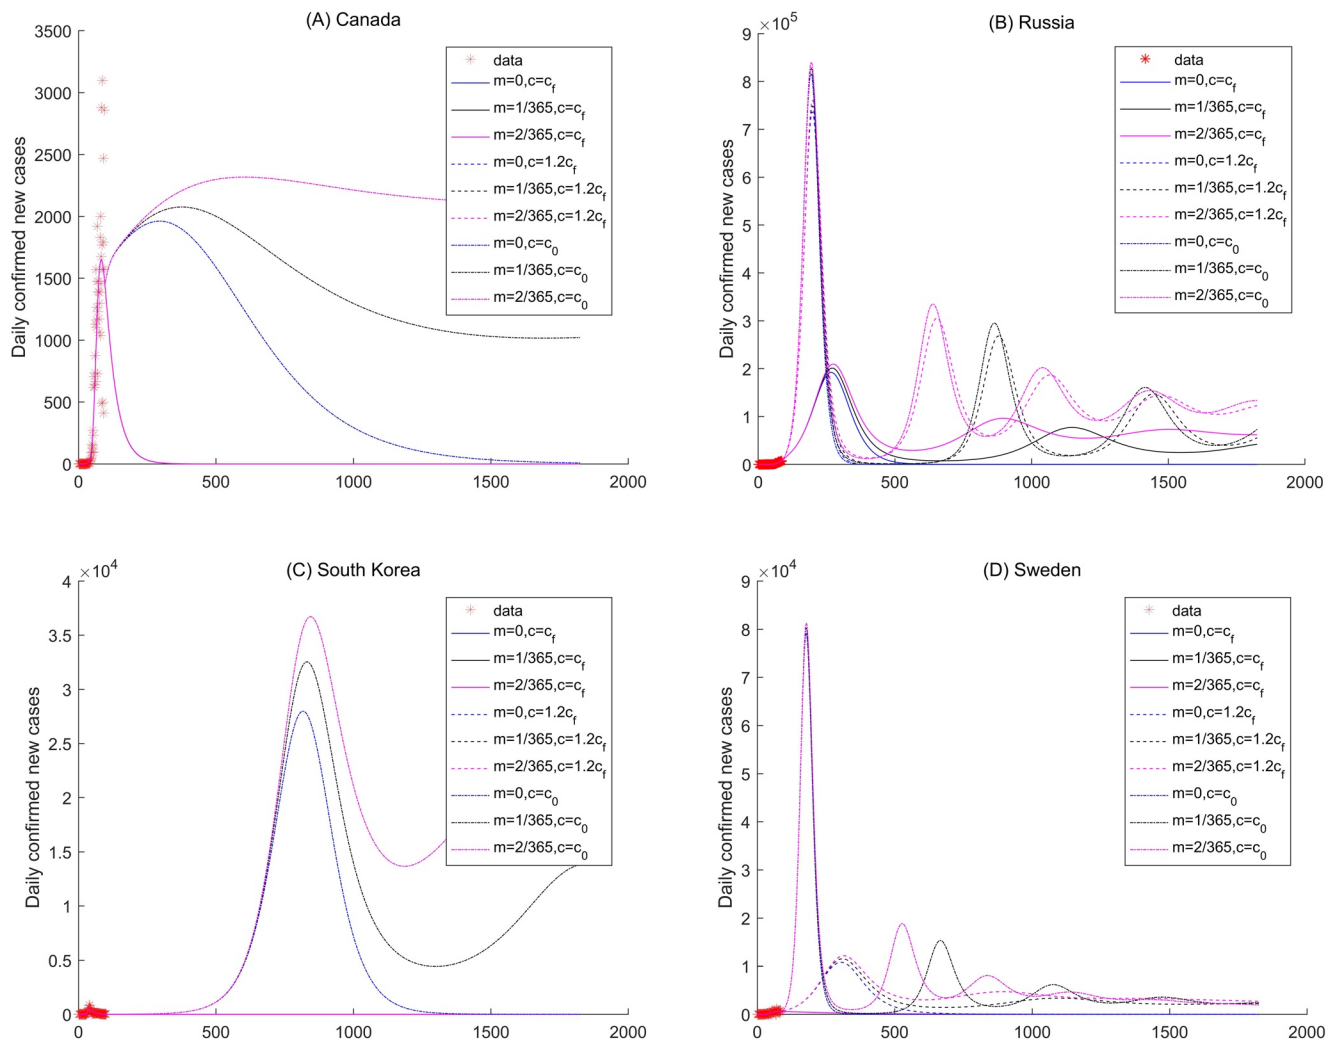 (A) Canada
3500
3000
2500
2000
1500
1000
500
0
Daily confirmed new cases
0 500 1000 1500 2000
data
m=0,c=c_f
m=1/365,c=c_f
m=2/365,c=c_f
m=0,c=1.2c_f
m=1/365,c=1.2c_f
m=2/365,c=1.2c_f
m=0,c=c_0
m=1/365,c=c_0
m=2/365,c=c_0
(B) Russia
×10^5
9
8
7
6
5
4
3
2
1
0
Daily confirmed new cases
0 500 1000 1500 2000
data
m=0,c=c_f
m=1/365,c=c_f
m=2/365,c=c_f
m=0,c=1.2c_f
m=1/365,c=1.2c_f
m=2/365,c=1.2c_f
m=0,c=c_0
m=1/365,c=c_0
m=2/365,c=c_0
(C) South Korea
×10^4
4
3.5
3
2.5
2
1.5
1
0.5
0
Daily confirmed new cases
0 500 1000 1500 2000
data
m=0,c=c_f
m=1/365,c=c_f
m=2/365,c=c_f
m=0,c=1.2c_f
m=1/365,c=1.2c_f
m=2/365,c=1.2c_f
m=0,c=c_0
m=1/365,c=c_0
m=2/365,c=c_0
(D) Sweden
×10^4
9
8
7
6
5
4
3
2
1
0
Daily confirmed new cases
0 500 1000 1500 2000
data
m=0,c=c_f
m=1/365,c=c_f
m=2/365,c=c_f
m=0,c=1.2c_f
m=1/365,c=1.2c_f
m=2/365,c=1.2c_f
m=0,c=c_0
m=1/365,c=c_0
m=2/365,c=c_0